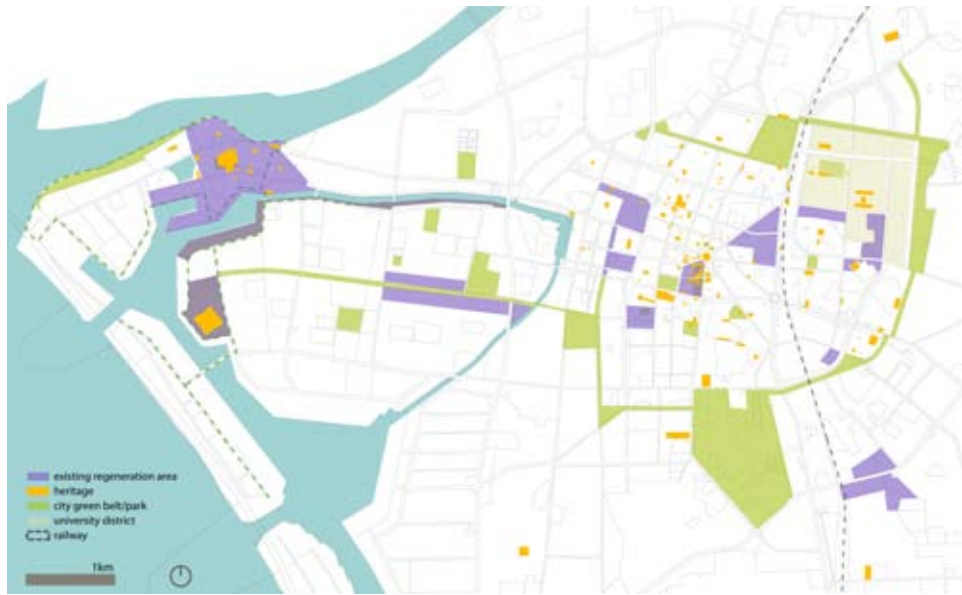 existing regeneration area
heritage
city green belt/park
university district
railway
1km